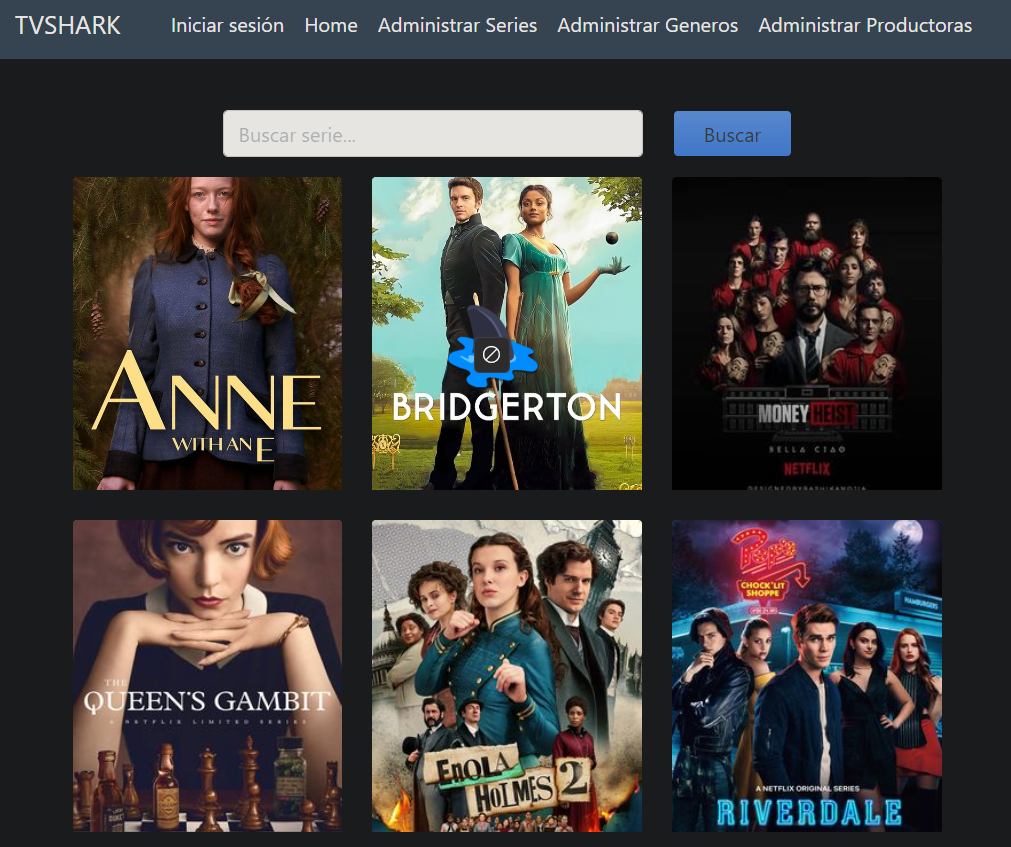 TVSHARK Iniciar sesión Home Administrar Series Administrar Generos Administrar Productoras
Buscar serie... Buscar
ANNE
WITH AN E
BRIDGERTON
MONEY HEIST
BELLA CIAO
NETFLIX
THE
QUEEN'S GAMBIT
A NETFLIX LIMITED SERIES
ENOLA
HOLMES 2
Pop's
CHOCK'LIT
SHOPPE
HAMBURGERS
A NETFLIX ORIGINAL SERIES
RIVERDALE